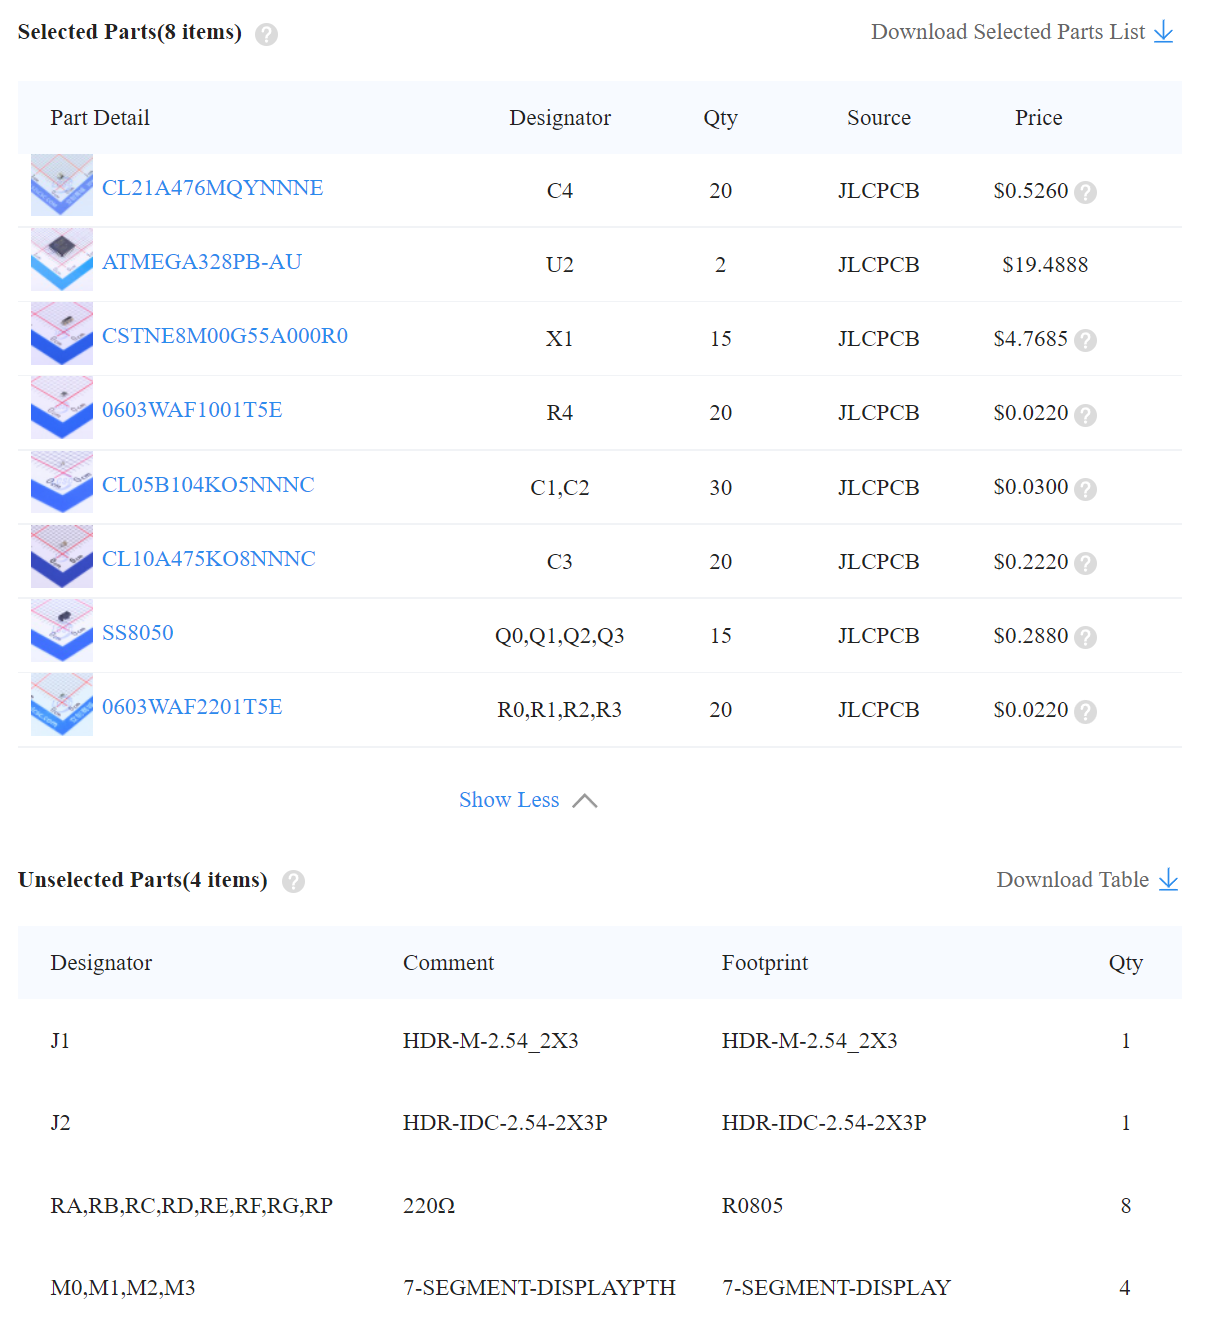 Selected Parts(8 items) ?
Download Selected Parts List
Part Detail Designator Qty Source Price
CL21A476MQYNNNE C4 20 JLCPCB $0.5260 ?
ATMEGA328PB-AU U2 2 JLCPCB $19.4888
CSTNE8M00G55A000R0 X1 15 JLCPCB $4.7685 ?
0603WAF1001T5E R4 20 JLCPCB $0.0220 ?
CL05B104KO5NNNC C1,C2 30 JLCPCB $0.0300 ?
CL10A475KO8NNNC C3 20 JLCPCB $0.2220 ?
SS8050 Q0,Q1,Q2,Q3 15 JLCPCB $0.2880 ?
0603WAF2201T5E R0,R1,R2,R3 20 JLCPCB $0.0220 ?
Show Less
Unselected Parts(4 items) ?
Download Table
Designator Comment Footprint Qty
J1 HDR-M-2.54_2X3 HDR-M-2.54_2X3 1
J2 HDR-IDC-2.54-2X3P HDR-IDC-2.54-2X3P 1
RA,RB,RC,RD,RE,RF,RG,RP 220Ω R0805 8
M0,M1,M2,M3 7-SEGMENT-DISPLAYPTH 7-SEGMENT-DISPLAY 4